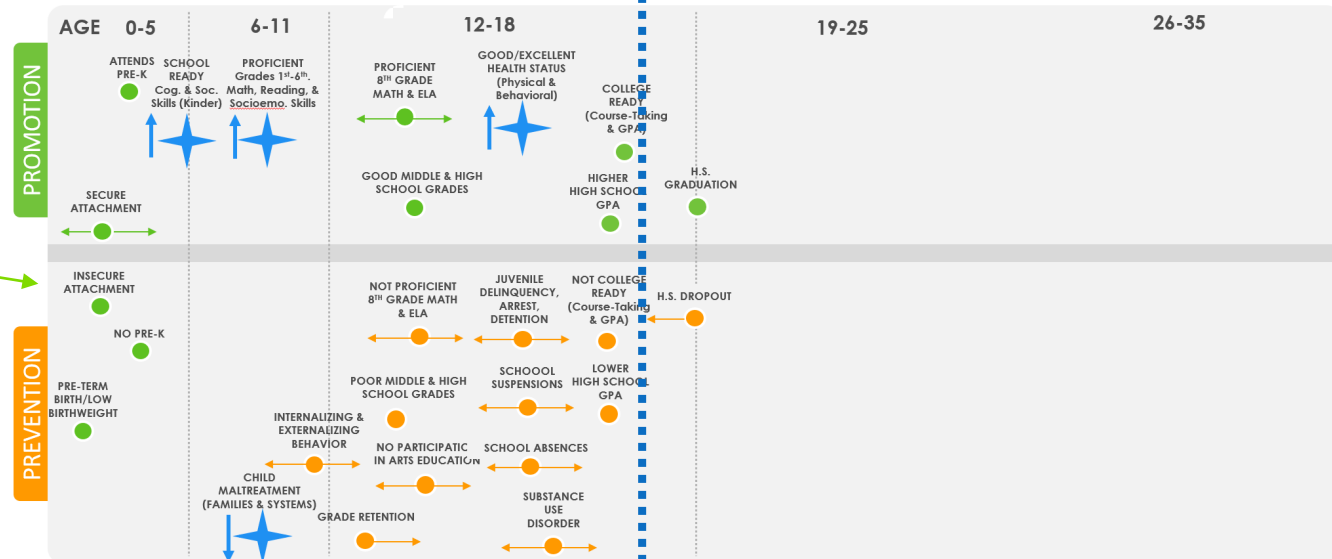 AGE 0-5 6-11 12-18 19-25 26-35
PROMOTION
ATTENDS
PRE-K
SCHOOL
READY
Cog. & Soc.
Skills (Kinder)
PROFICIENT
Grades 1st-6th.
Math, Reading, &
Socioemo. Skills
PROFICIENT
8TH GRADE
MATH & ELA
GOOD/EXCELLENT
HEALTH STATUS
(Physical &
Behavioral)
COLLEGE
READY
(Course-Taking
& GPA)
SECURE
ATTACHMENT
GOOD MIDDLE & HIGH
SCHOOL GRADES
HIGHER
HIGH SCHOOL
GPA
H.S.
GRADUATION
PREVENTION
INSECURE
ATTACHMENT
NO PRE-K
PRE-TERM
BIRTH/LOW
BIRTHWEIGHT
NOT PROFICIENT
8TH GRADE MATH
& ELA
JUVENILE
DELINQUENCY,
ARREST,
DETENTION
NOT COLLEGE
READY
(Course-Taking
& GPA)
H.S. DROPOUT
POOR MIDDLE & HIGH
SCHOOL GRADES
SCHOOOL
SUSPENSIONS
LOWER
HIGH SCHOOL
GPA
INTERNALIZING &
EXTERNALIZING
BEHAVIOR
NO PARTICIPATIC
IN ARTS EDUCATION
SCHOOL ABSENCES
CHILD
MALTREATMENT
(FAMILIES & SYSTEMS)
GRADE RETENTION
SUBSTANCE
USE
DISORDER